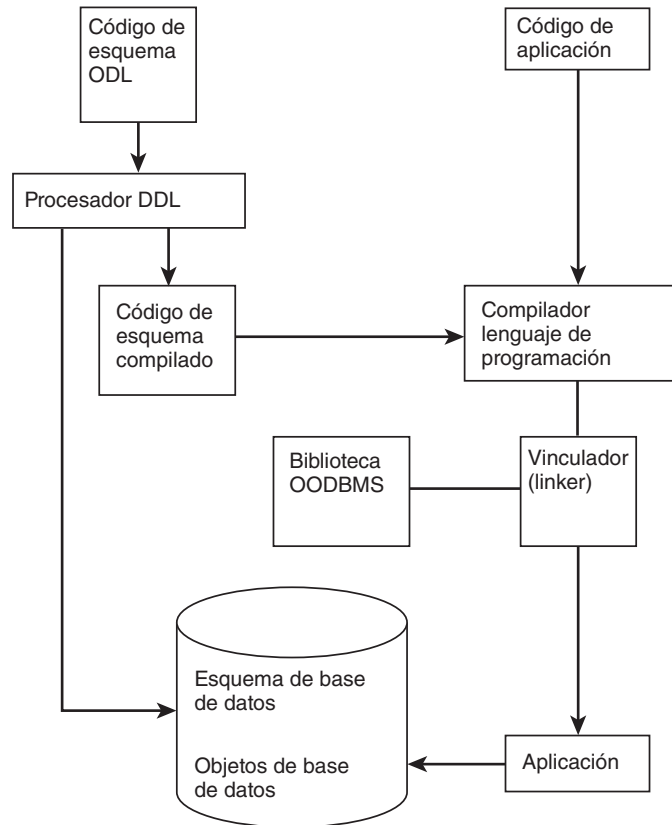 Código de
esquema
ODL
Código de
aplicación
Procesador DDL
Código de
esquema
compilado
Compilador
lenguaje de
programación
Biblioteca
OODBMS
Vinculador
(linker)
Esquema de base
de datos
Objetos de base
de datos
Aplicación